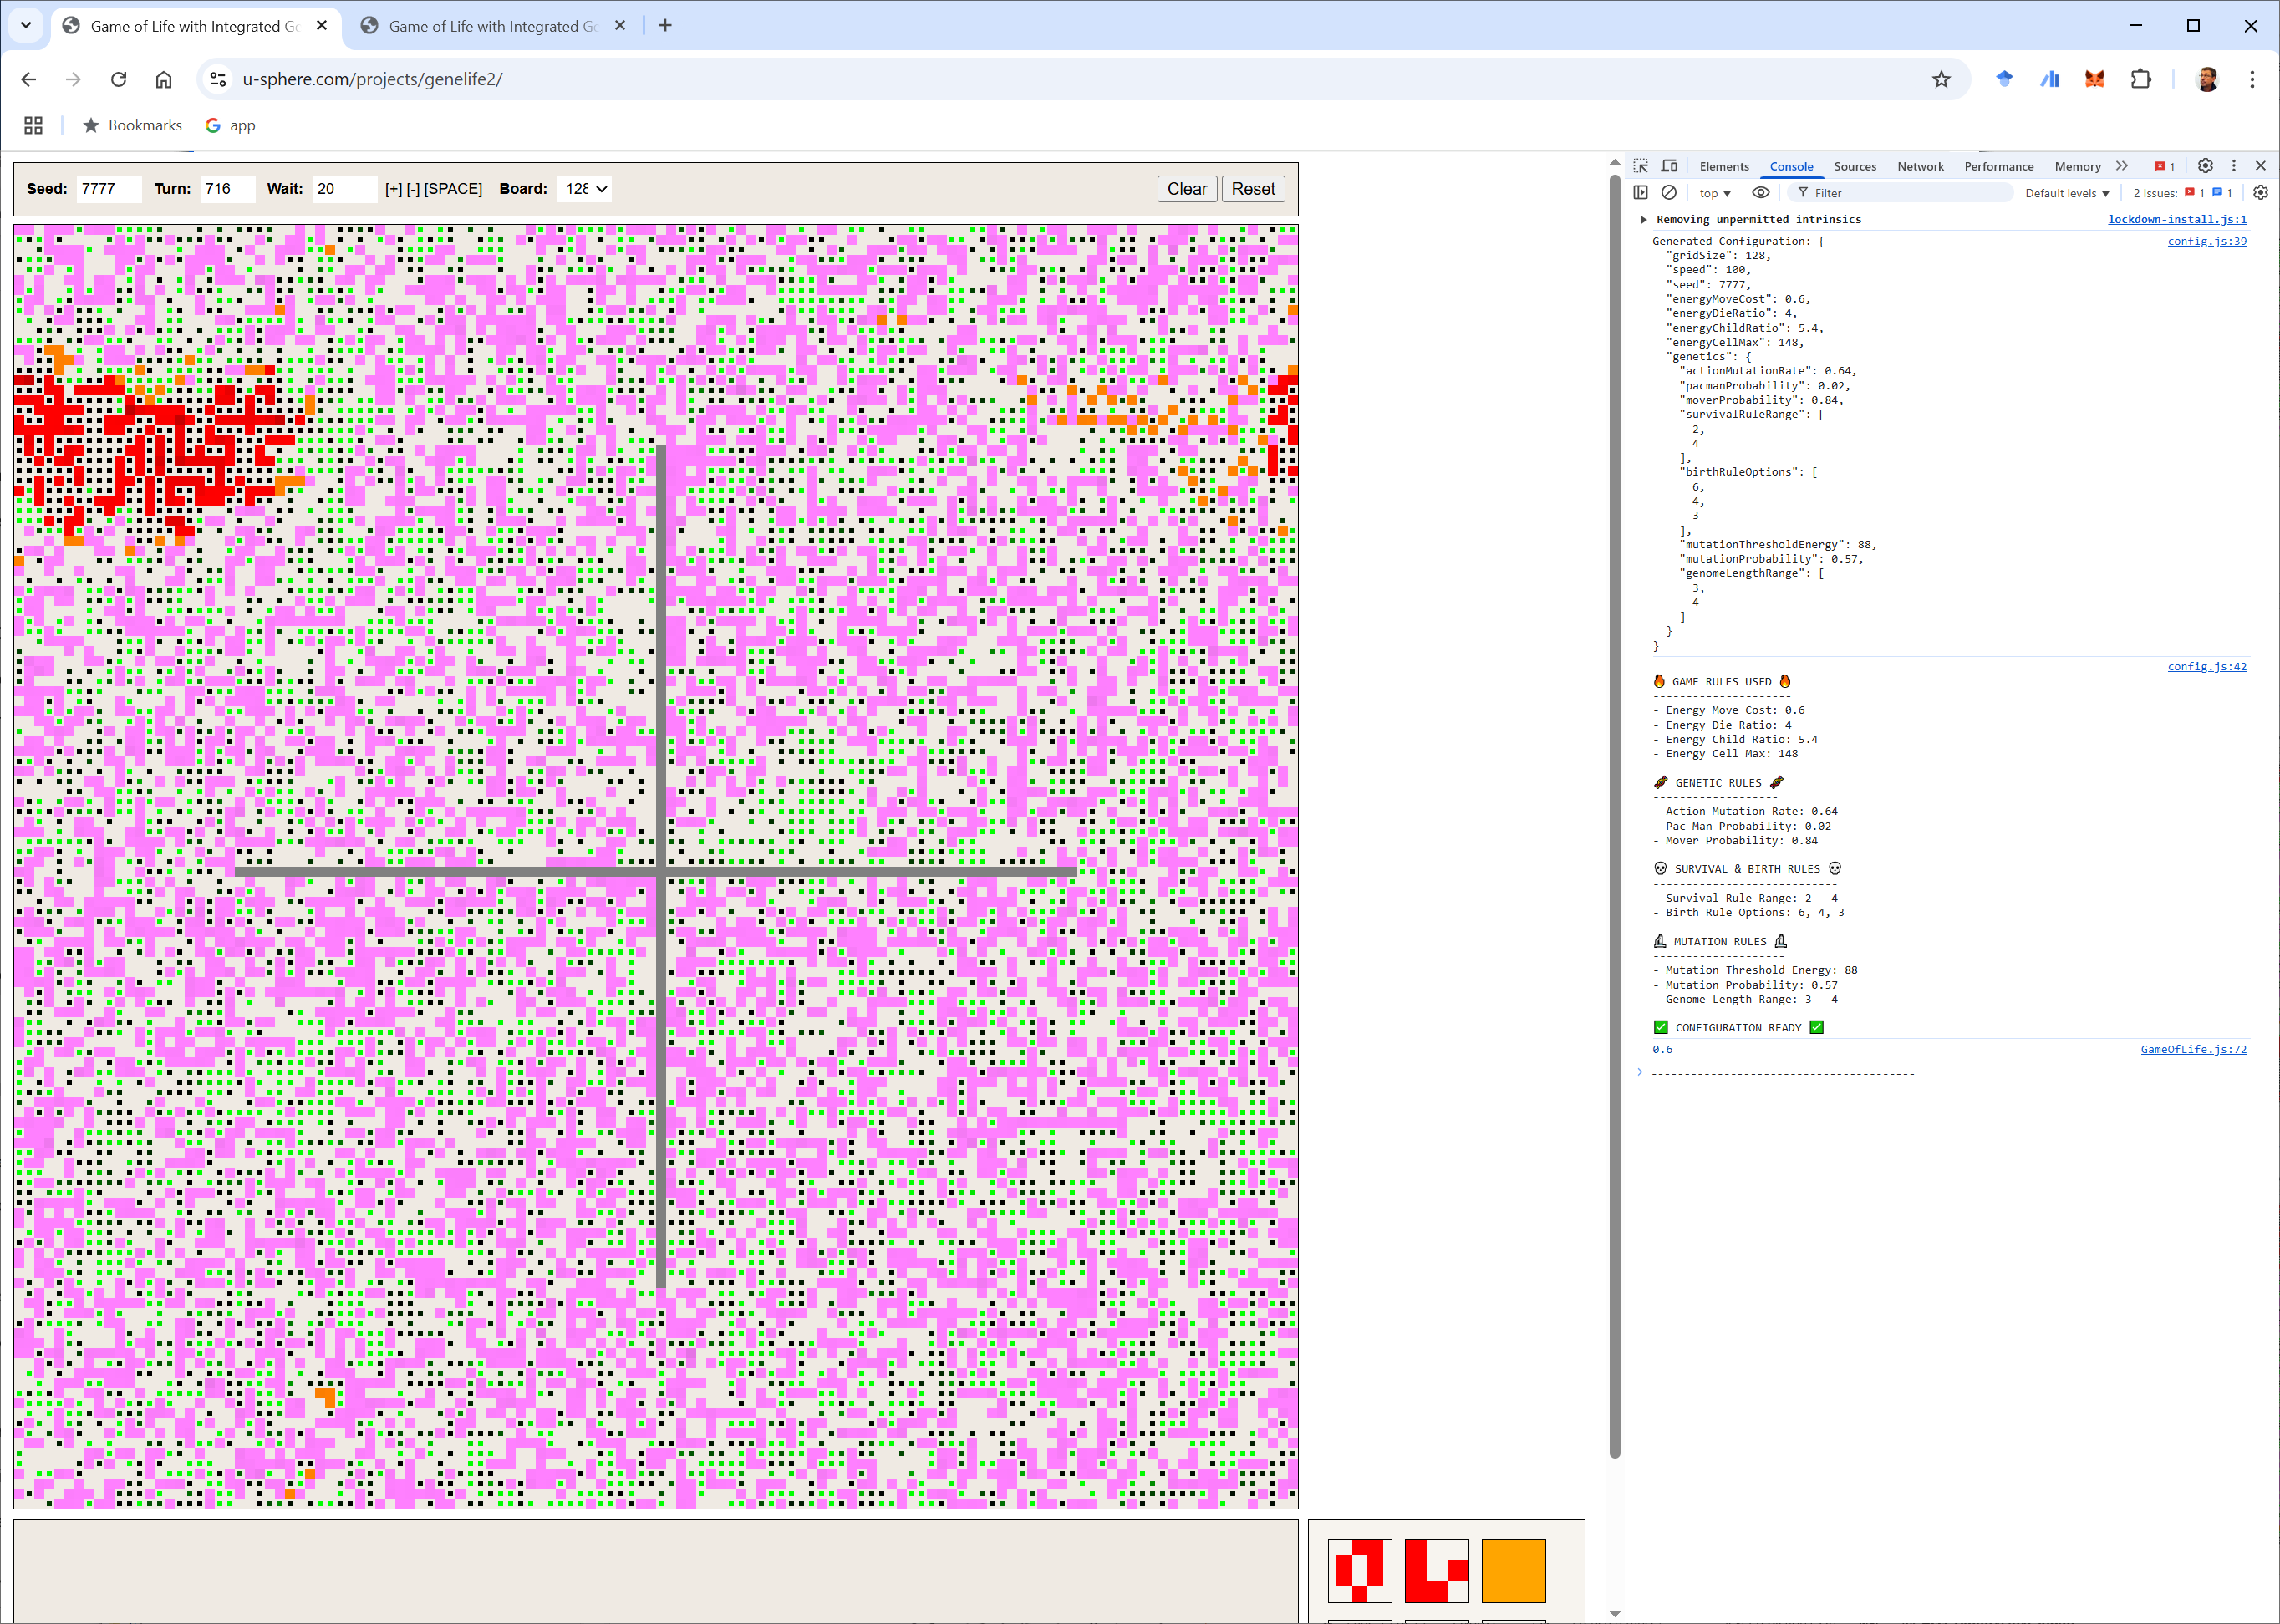 Game of Life with Integrated Ge
Game of Life with Integrated Ge
u-sphere.com/projects/genelife2/
Bookmarks
app
Seed: 7777 Turn: 716 Wait: 20 [+] [-] [SPACE] Board: 128 Clear Reset
Elements Console Sources Network Performance Memory 1
top Filter Default levels 2 Issues: 1 1
Removing unpermitted intrinsics lockdown-install.js:1
Generated Configuration: { config.js:39
"gridSize": 128,
"speed": 100,
"seed": 7777,
"energyMoveCost": 0.6,
"energyDieRatio": 4,
"energyChildRatio": 5.4,
"energyCellMax": 148,
"genetics": {
"actionMutationRate": 0.64,
"pacmanProbability": 0.02,
"moverProbability": 0.84,
"survivalRuleRange": [
2,
4
],
"birthRuleOptions": [
6,
4,
3
],
"mutationThresholdEnergy": 88,
"mutationProbability": 0.57,
"genomeLengthRange": [
3,
4
]
}
}
config.js:42
🔥 GAME RULES USED 🔥
---------------------
- Energy Move Cost: 0.6
- Energy Die Ratio: 4
- Energy Child Ratio: 5.4
- Energy Cell Max: 148
GENETIC RULES
-------------------
- Action Mutation Rate: 0.64
- Pac-Man Probability: 0.02
- Mover Probability: 0.84
💀 SURVIVAL & BIRTH RULES 💀
----------------------------
- Survival Rule Range: 2 - 4
- Birth Rule Options: 6, 4, 3
MUTATION RULES
--------------------
- Mutation Threshold Energy: 88
- Mutation Probability: 0.57
- Genome Length Range: 3 - 4
✅ CONFIGURATION READY ✅
0.6 GameOfLife.js:72
----------------------------------------